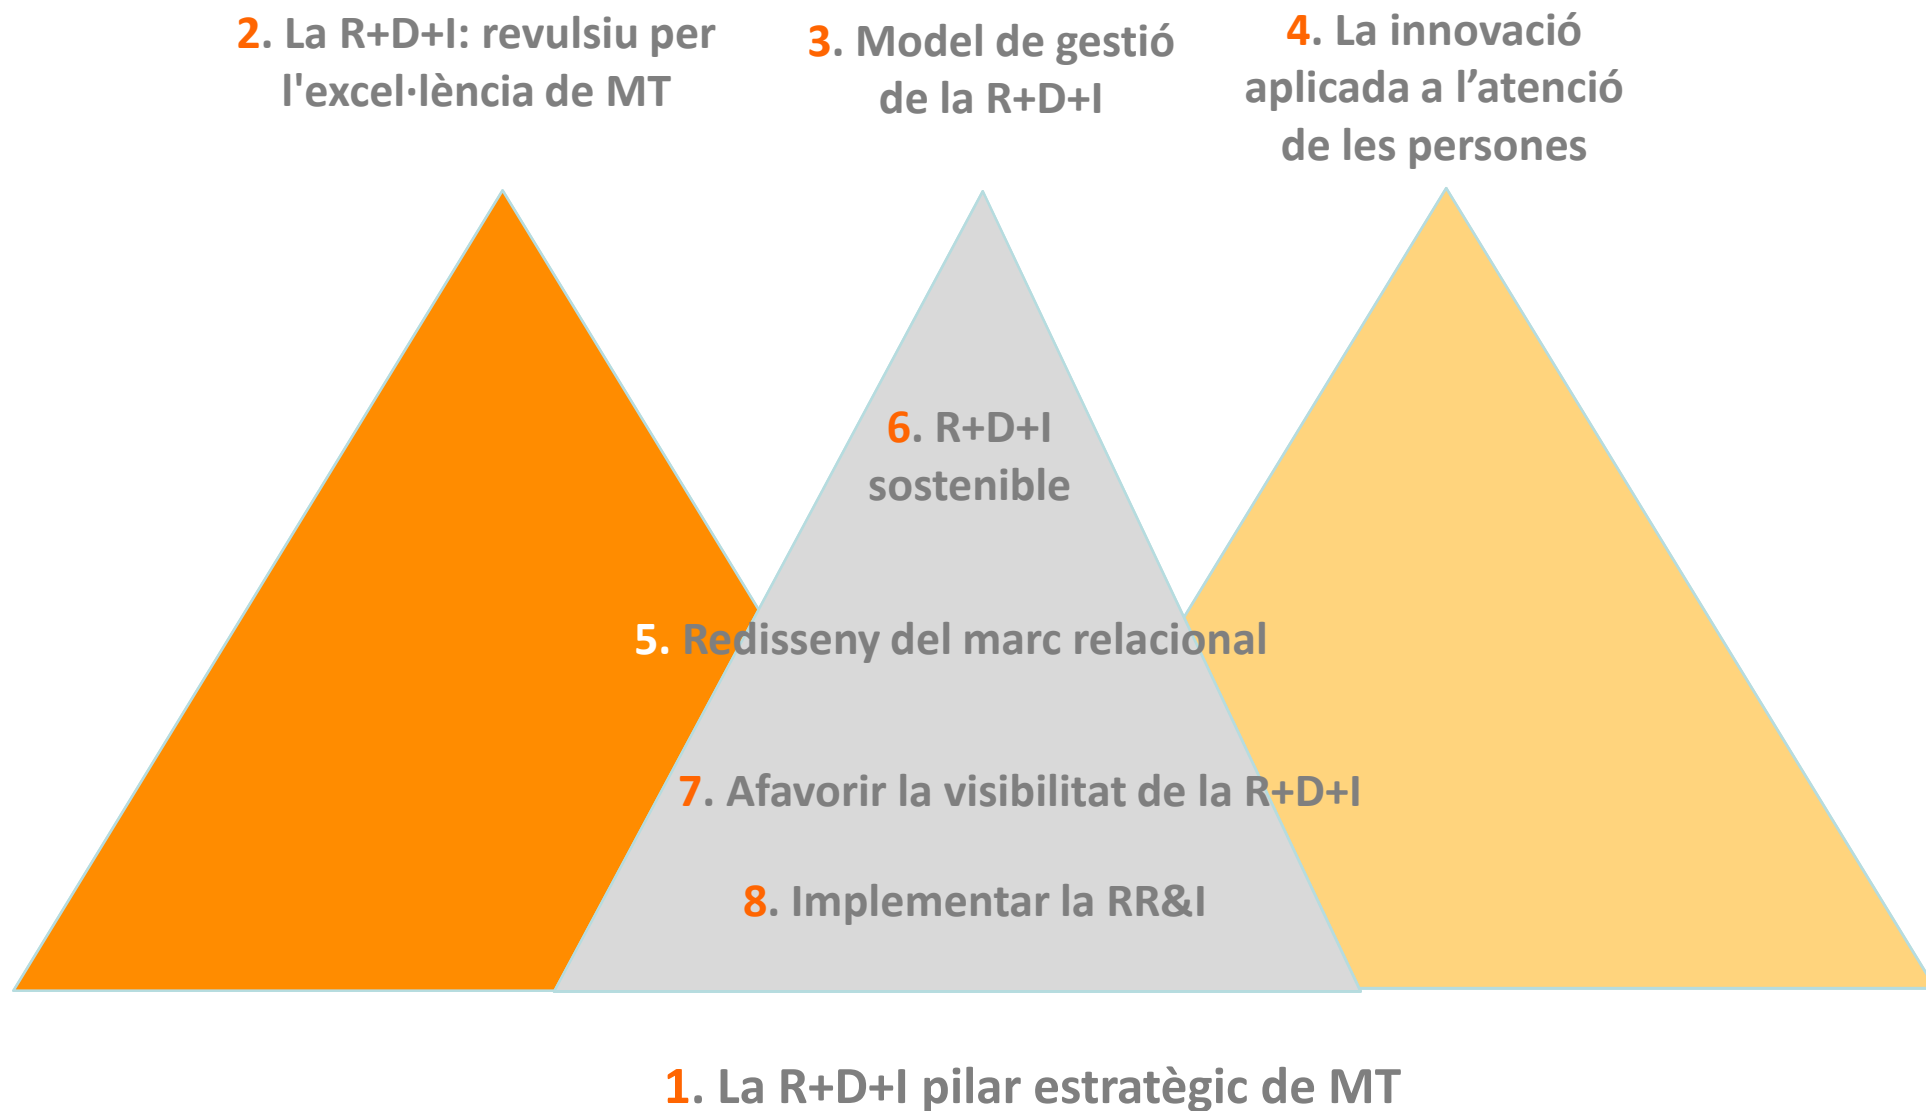 2. La R+D+I: revulsiu per
l'excel·lència de MT
3. Model de gestió
de la R+D+I
4. La innovació
aplicada a l’atenció
de les persones
6. R+D+I
sostenible
5. Redisseny del marc relacional
7. Afavorir la visibilitat de la R+D+I
8. Implementar la RR&I
1. La R+D+I pilar estratègic de MT